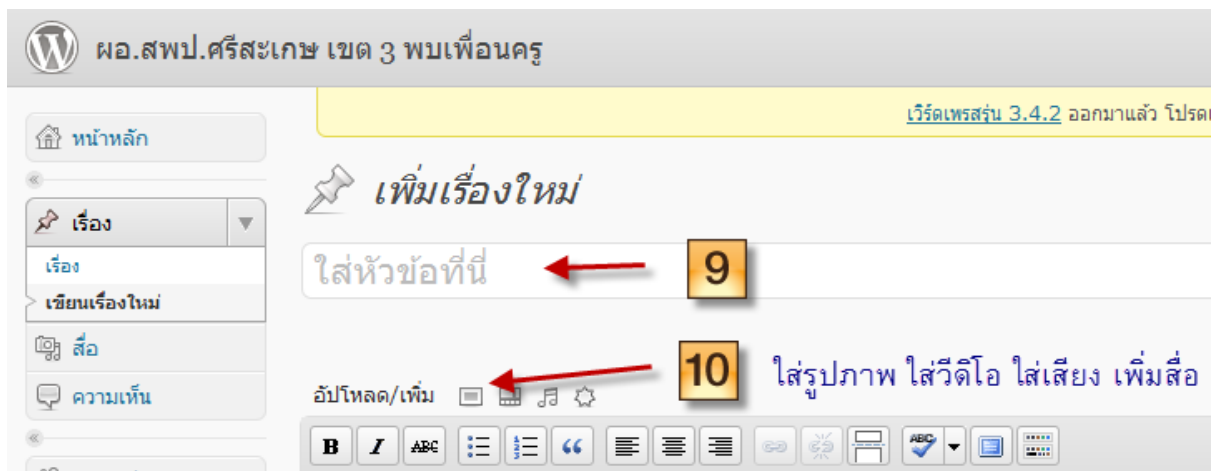 ผอ.สพป.ศรีสะเกษ เขต 3 พบเพื่อนครู
เวิร์ดเพรสรุ่น 3.4.2 ออกมาแล้ว
หน้าหลัก
เพิ่มเรื่องใหม่
เรื่อง
เรื่อง
เขียนเรื่องใหม่
สื่อ
ความเห็น
ใส่หัวข้อที่นี่
9
10
ใส่รูปภาพ ใส่วีดิโอ ใส่เสียง เพิ่มสื่อ
อัปโหลด/เพิ่ม
B I ABC ABC